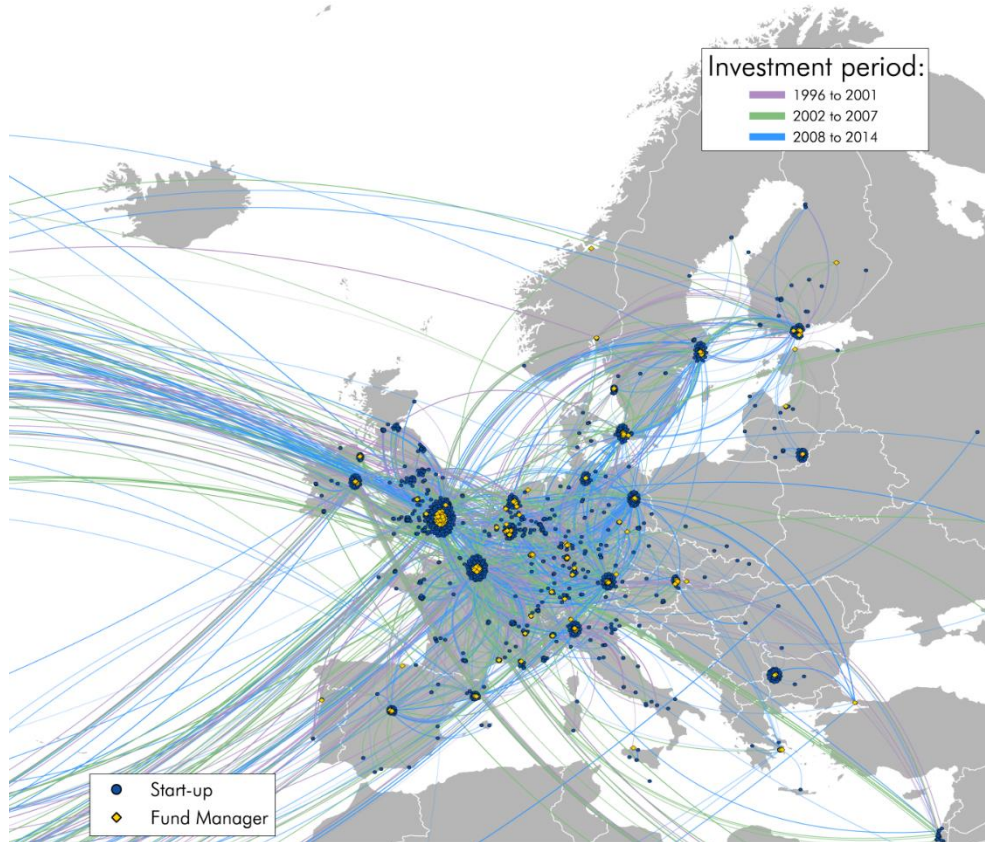 Investment period:
1996 to 2001
2002 to 2007
2008 to 2014
Start-up
Fund Manager